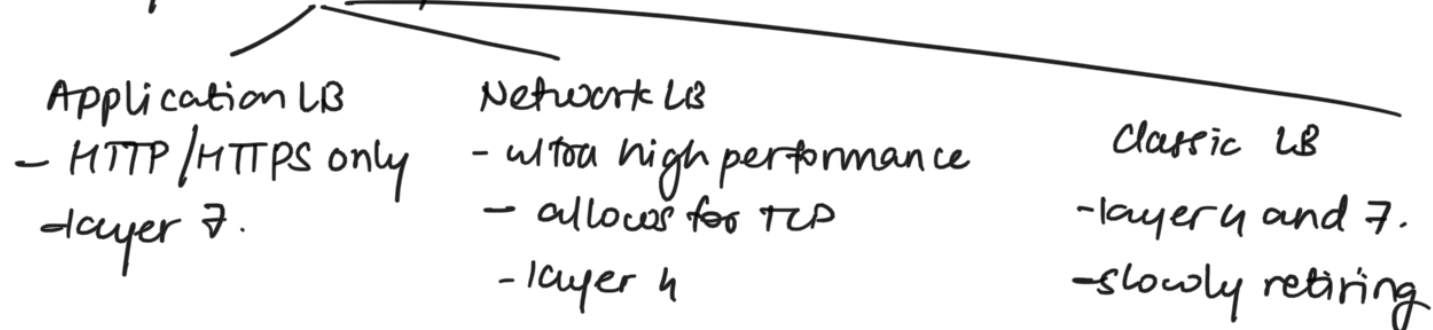 Application LB
- HTTP/HTTPS only
-layer 7.
Network LB
- ultra high performance
- allows for TCP
- layer 4
Classic LB
-layer 4 and 7.
-slowly retiring